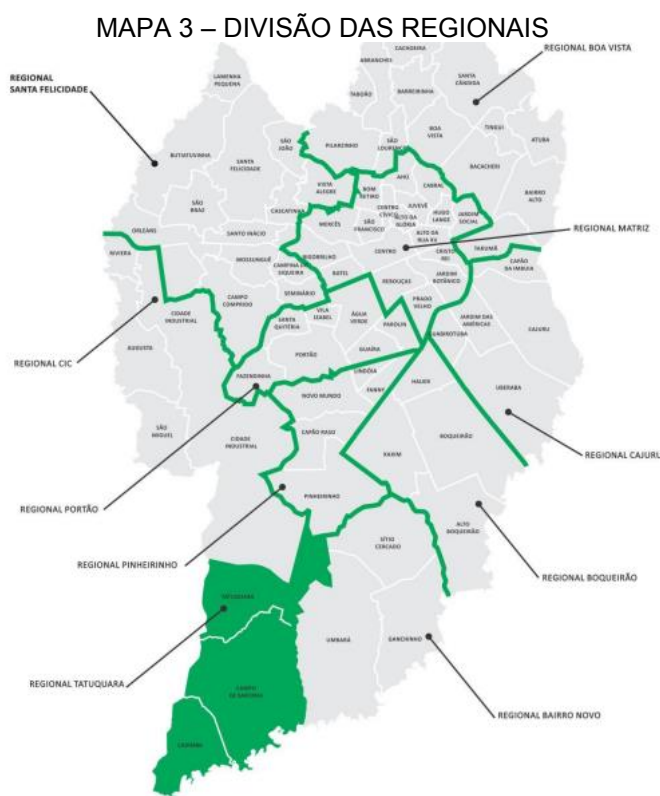 MAPA 3 – DIVISÃO DAS REGIONAIS
REGIONAL BOA VISTA
REGIONAL
SANTA FELICIDADE
CACHOEIRA
ABRANCHES
LAMENHA
PEQUENA
SANTA
CÂNDIDA
TABOÃO
BARREIRINHA
BOA
VISTA
TINGUI
ATUBA
SÃO
JOÃO
PILARZINHO
SÃO
LOURENÇO
BUTIATUVINHA
SANTA
FELICIDADE
BACACHERI
BAIRRO
ALTO
VISTA
ALEGRE
BOM
RETIRO
AHÚ
CABRAL
SÃO
BRAZ
CASCATINHA
CENTRO
CÍVICO
JUVEVÊ
HUGO
LANGE
JARDIM
SOCIAL
MERCÊS
SÃO
FRANCISCO
ALTO DA
GLÓRIA
ALTO DA
RUA XV
ORLEANS
SANTO INÁCIO
REGIONAL MATRIZ
TARUMÃ
RIVIERA
MOSSUNGUÊ
BIGORRILHO
CENTRO
CRISTO
REI
CAPÃO
DA IMBUIA
CAMPINA DO
SIQUEIRA
BATEL
REBOUÇAS
JARDIM
BOTÂNICO
SEMINÁRIO
CAMPO
COMPRIDO
CIDADE
INDUSTRIAL
PRADO
VELHO
VILA
IZABEL
ÁGUA
VERDE
PAROLIN
JARDIM DAS
AMÉRICAS
GUABIROTUBA
CAJURU
SANTA
QUITÉRIA
AUGUSTA
GUAÍRA
PORTÃO
REGIONAL CIC
LINDÓIA
FAZENDINHA
FANNY
HAUER
UBERABA
NOVO MUNDO
SÃO
MIGUEL
CIDADE
INDUSTRIAL
CAPÃO RASO
BOQUEIRÃO
XAXIM
REGIONAL CAJURU
REGIONAL PORTÃO
PINHEIRINHO
ALTO
BOQUEIRÃO
SÍTIO
CERCADO
REGIONAL PINHEIRINHO
REGIONAL BOQUEIRÃO
TATUQUARA
UMBARÁ
GANCHINHO
REGIONAL TATUQUARA
CAMPO
DE SANTANA
REGIONAL BAIRRO NOVO
CAXIMBA